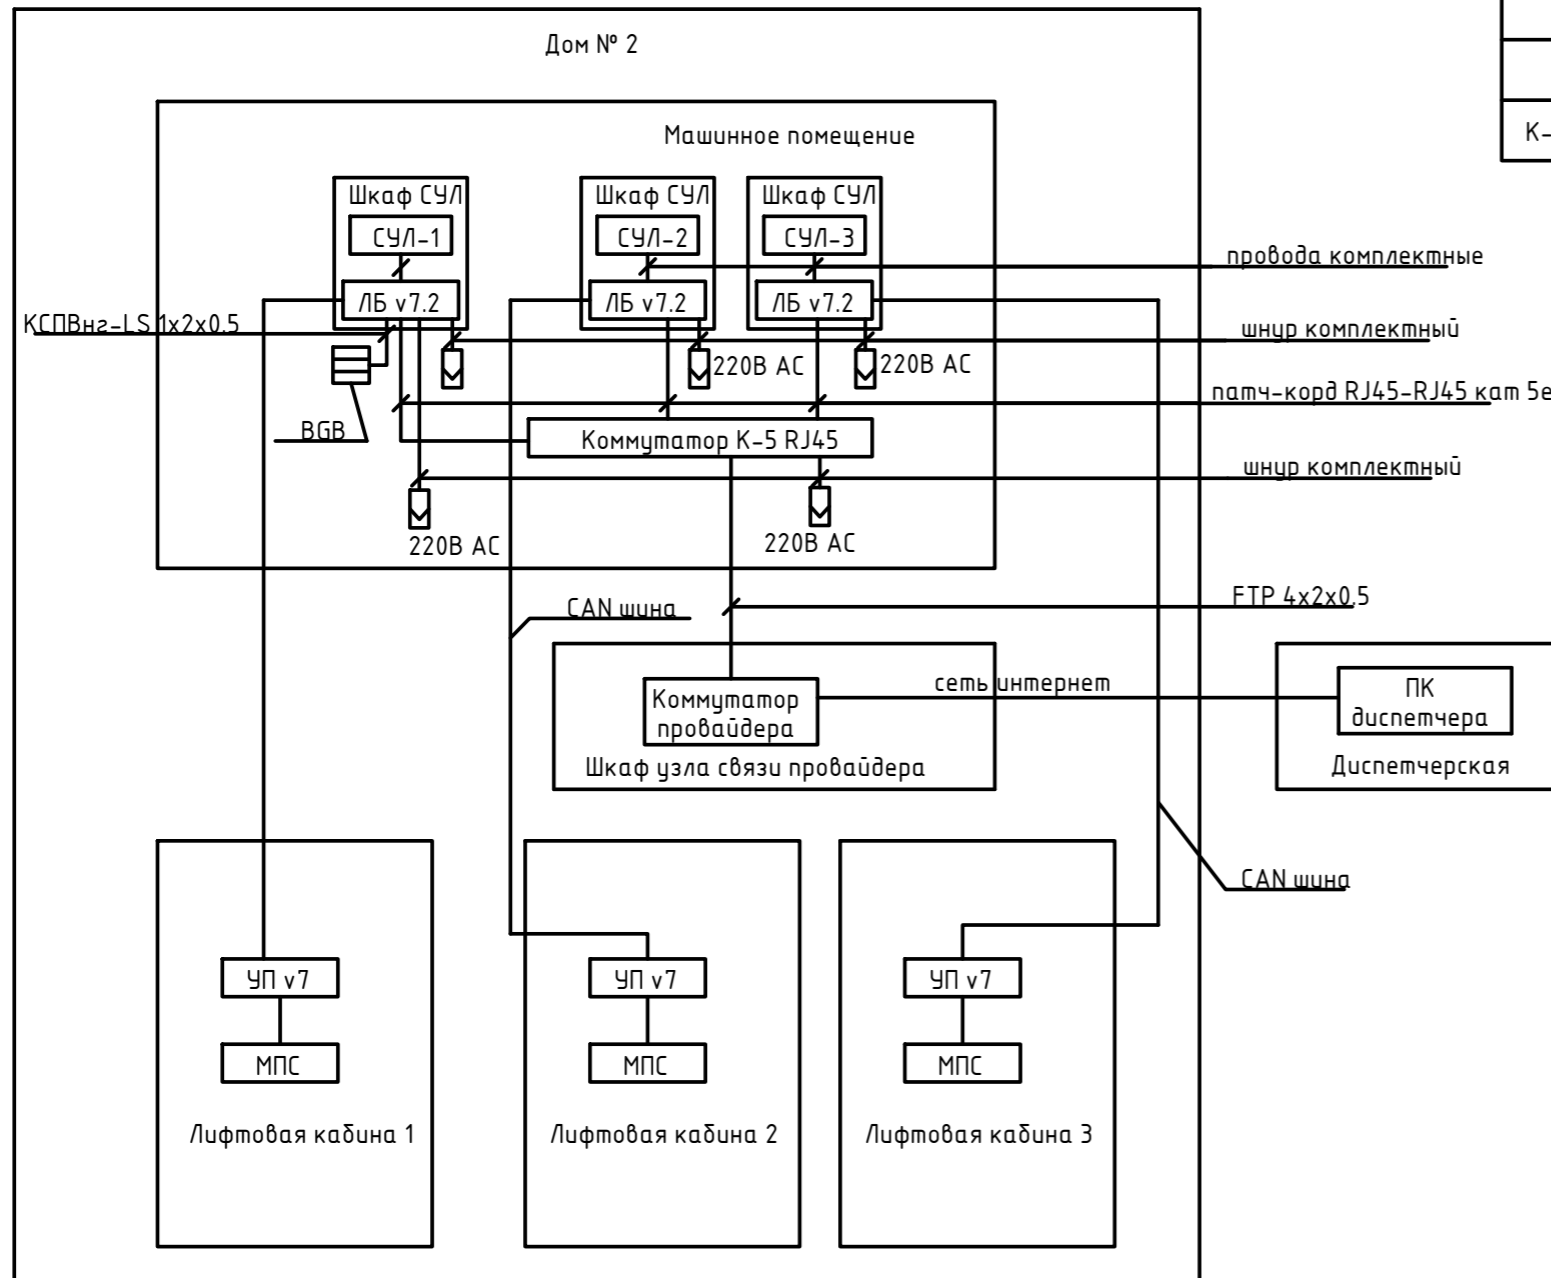 Дом № 2
Машинное помещение
К-
Шкаф СУЛ
Шкаф СУЛ
Шкаф СУЛ
СУЛ-1
СУЛ-2
СУЛ-3
провода комплектные
ЛБ v7.2
ЛБ v7.2
ЛБ v7.2
КСПВнг-LS 1x2x0.5
шнур комплектный
220В АС
220В АС
патч-корд RJ45-RJ45 кат 5е
BGB
Коммутатор К-5 RJ45
шнур комплектный
220В АС
220В АС
CAN шина
FTP 4x2x0.5
сеть интернет
Коммутатор
провайдера
ПК
диспетчера
Шкаф узла связи провайдера
Диспетчерская
CAN шина
УП v7
УП v7
УП v7
МПС
МПС
МПС
Лифтовая кабина 1
Лифтовая кабина 2
Лифтовая кабина 3